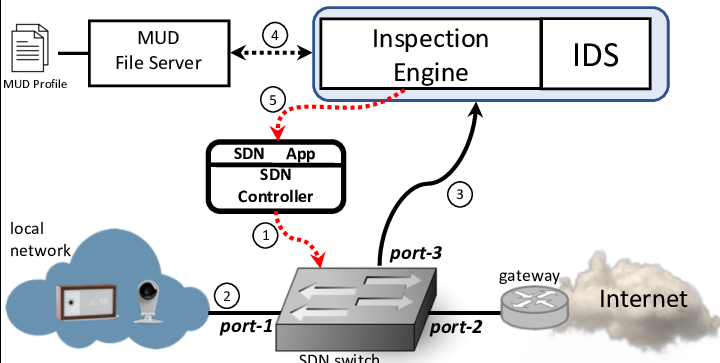 MUD
File Server
MUD Profile
4
Inspection
Engine
IDS
5
SDN App
SDN
Controller
1
3
local
network
2
port-1
port-3
port-2
gateway
Internet
SDN switch